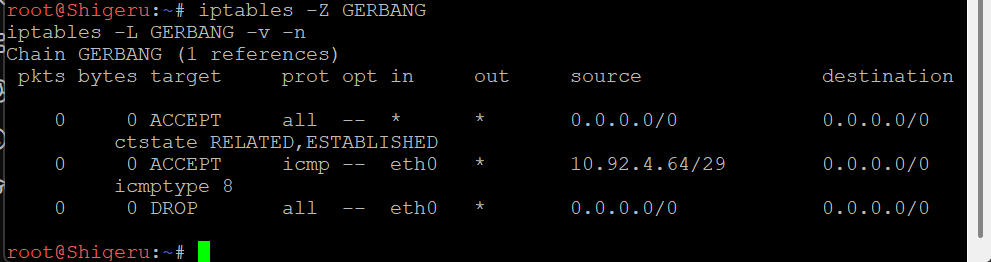 root@Shigeru:~# iptables -Z GERBANG
iptables -L GERBANG -v -n
Chain GERBANG (1 references)
 pkts bytes target     prot opt in     out     source               destination
    0     0 ACCEPT     all  --  *      *       0.0.0.0/0            0.0.0.0/0
         ctstate RELATED,ESTABLISHED
    0     0 ACCEPT     icmp --  eth0   *       10.92.4.64/29        0.0.0.0/0
         icmptype 8
    0     0 DROP       all  --  eth0   *       0.0.0.0/0            0.0.0.0/0
root@Shigeru:~#